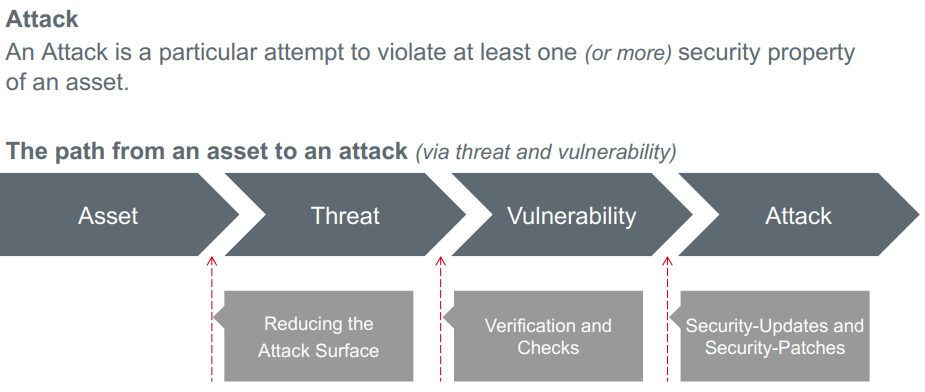 Attack
An Attack is a particular attempt to violate at least one (or more) security property
of an asset.
The path from an asset to an attack (via threat and vulnerability)
Asset
Threat
Vulnerability
Attack
Reducing the
Attack Surface
Verification and
Checks
Security-Updates and
Security-Patches